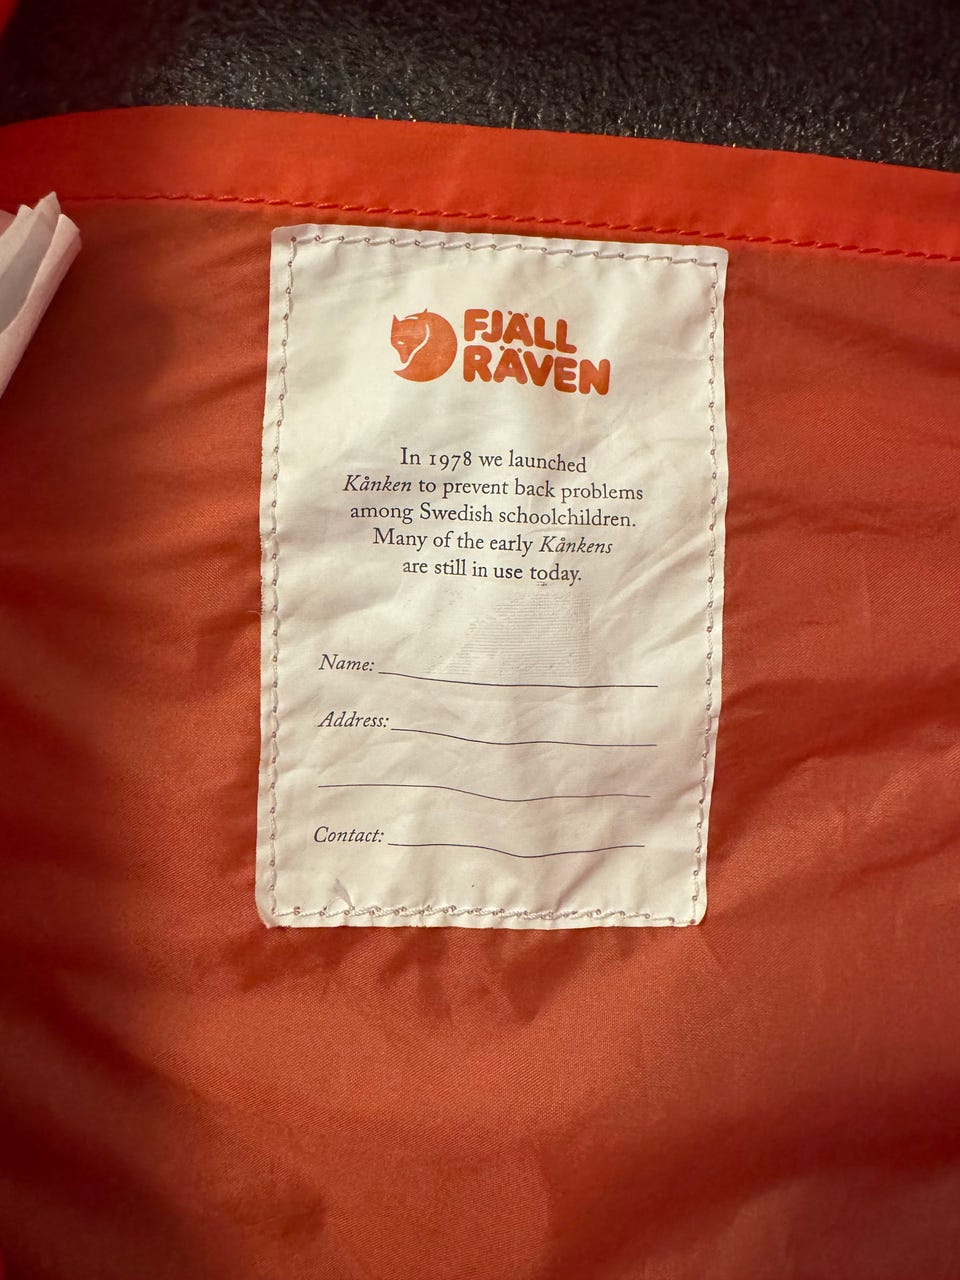 FJÄLL
RÄVEN
In 1978 we launched
Kånken to prevent back problems
among Swedish schoolchildren.
Many of the early Kånkens
are still in use today.
Name:
Address:
Contact: